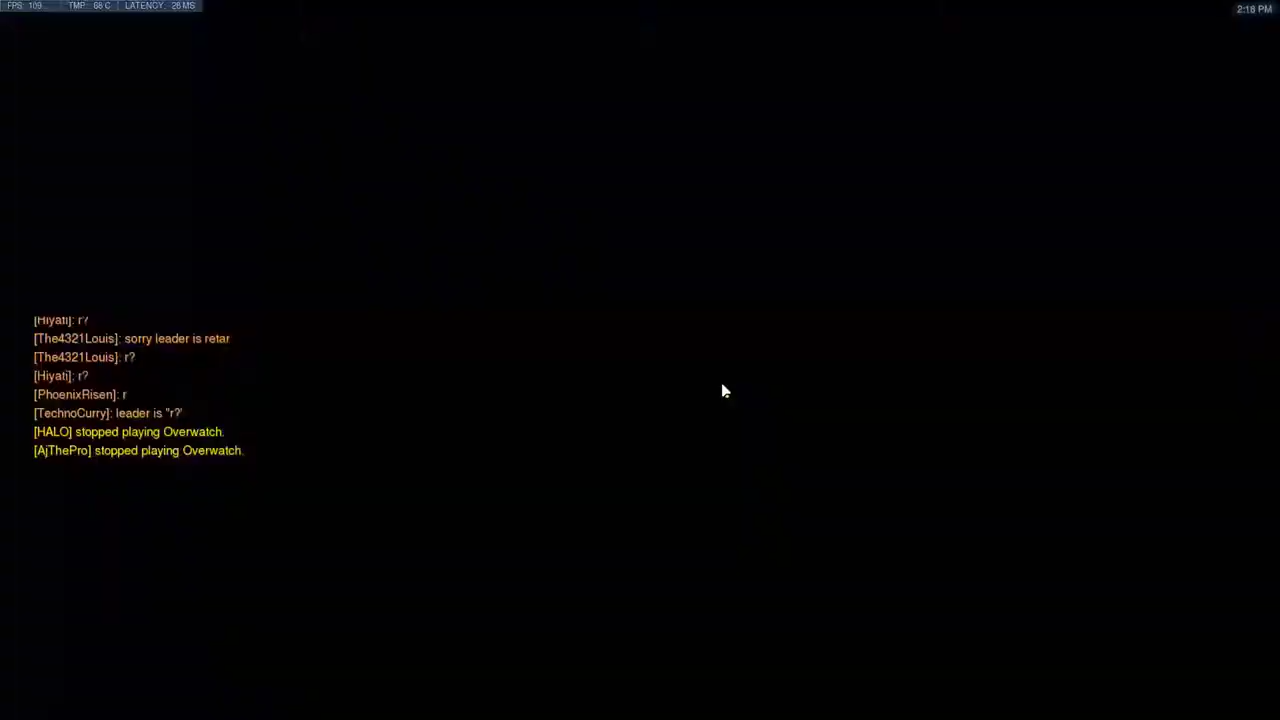 FPS: 109 TMP: 68 C LATENCY: 28 MS
2:18 PM
[Hiyati]: r?
[The4321Louis]: sorry leader is retar
[The4321Louis]: r?
[Hiyati]: r?
[PhoenixRisen]: r
[TechnoCurry]: leader is "r?'
[HALO] stopped playing Overwatch.
[AjThePro] stopped playing Overwatch.